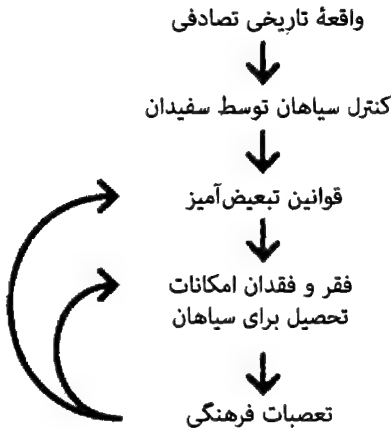 واقعهٔ تاریخی تصادفی
کنترل سیاهان توسط سفیدان
قوانین تبعیض‌آمیز
فقر و فقدان امکانات
تحصیل برای سیاهان
تعصبات فرهنگی